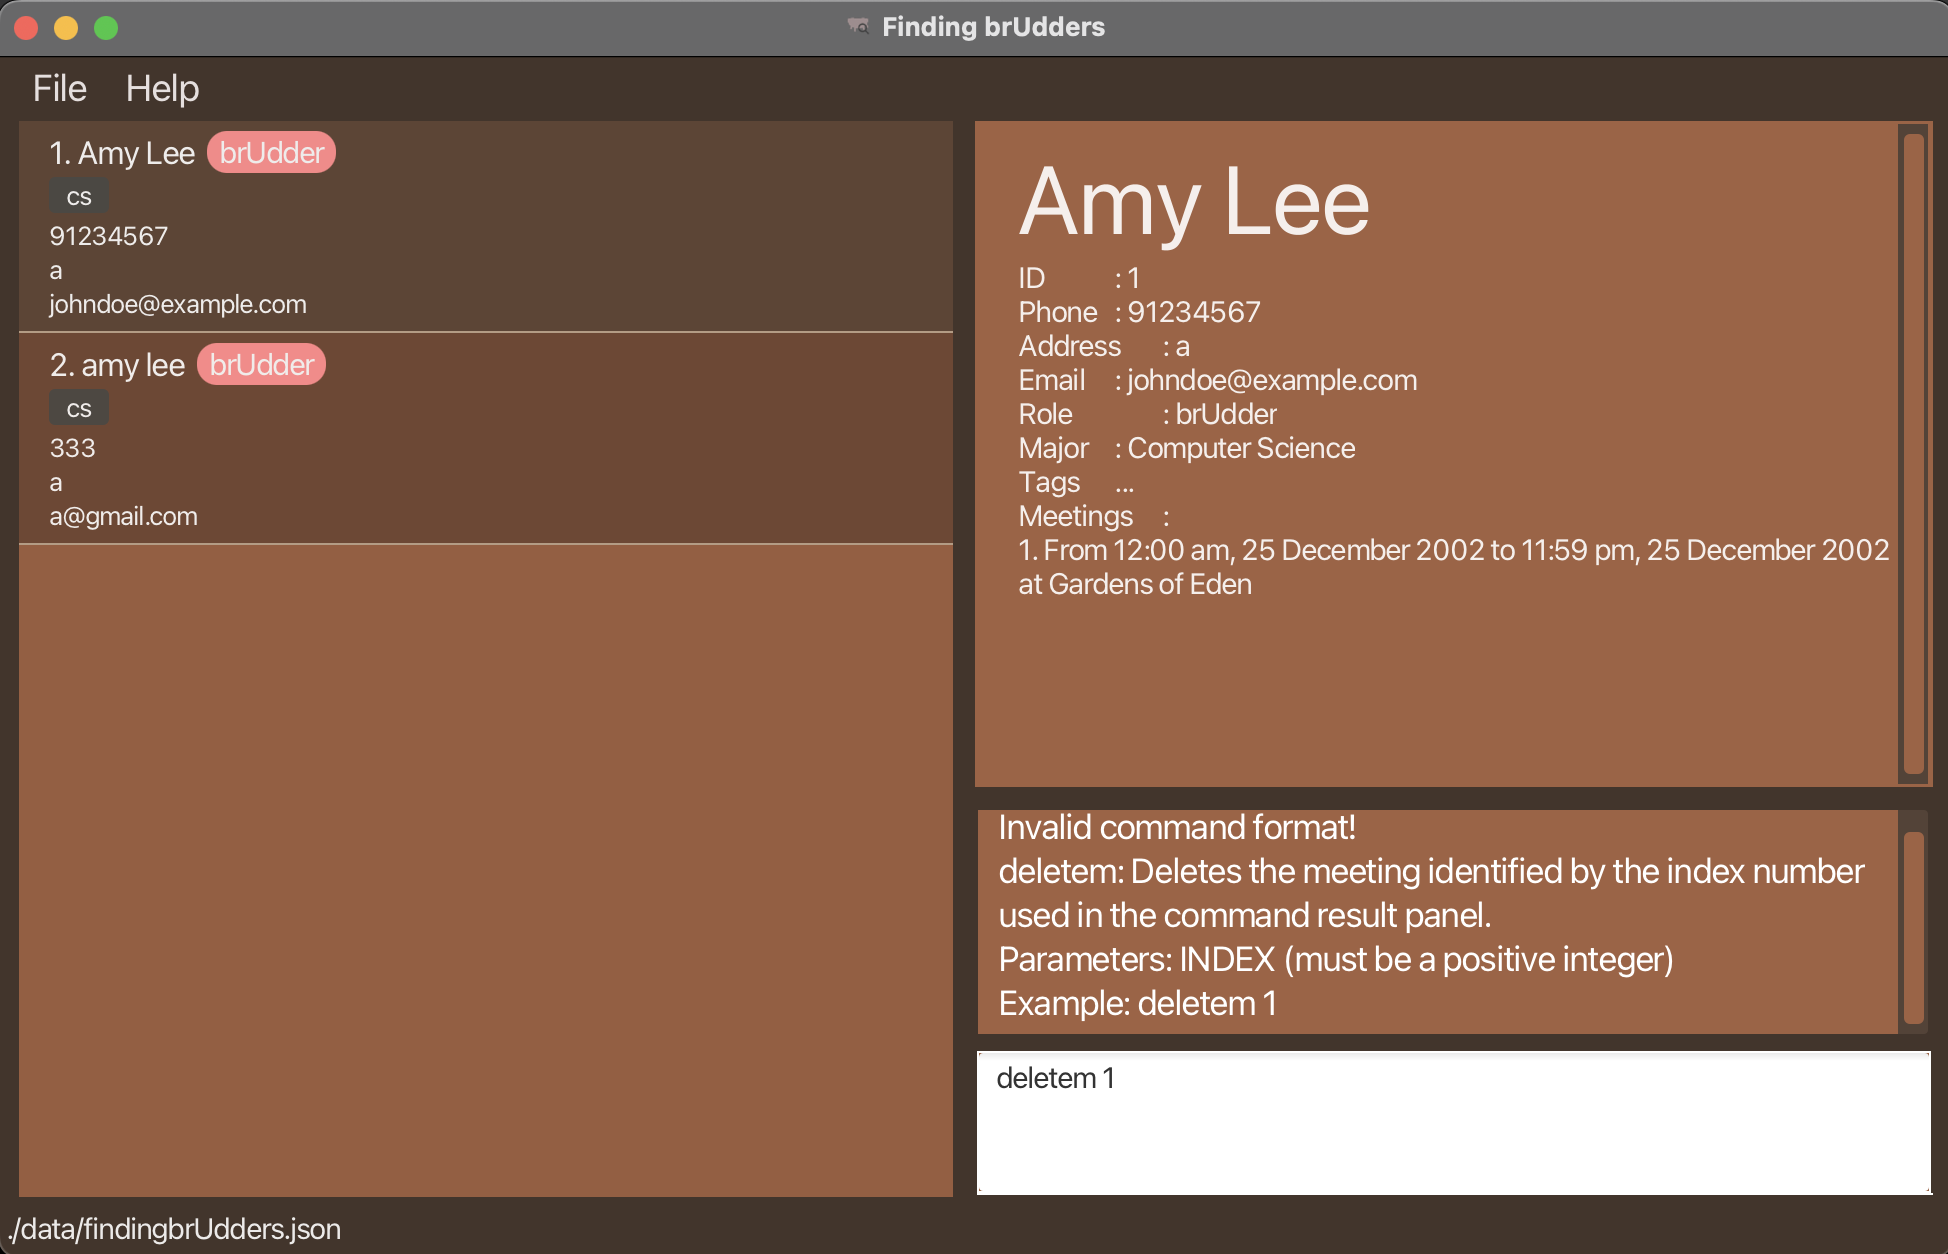 Finding brUdders
File Help
1. Amy Lee brUdder
cs
91234567
a
johndoe@example.com
2. amy lee brUdder
cs
333
a
a@gmail.com
Amy Lee
ID : 1
Phone : 91234567
Address : a
Email : johndoe@example.com
Role : brUdder
Major : Computer Science
Tags ...
Meetings :
1. From 12:00 am, 25 December 2002 to 11:59 pm, 25 December 2002
at Gardens of Eden
Invalid command format!
deletem: Deletes the meeting identified by the index number
used in the command result panel.
Parameters: INDEX (must be a positive integer)
Example: deletem 1
deletem 1
./data/findingbrUdders.json